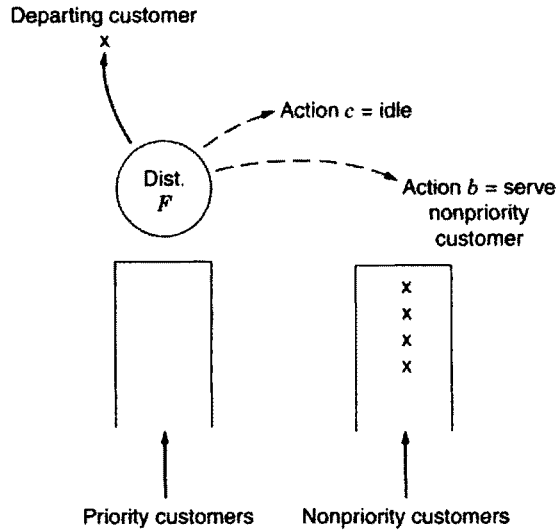 Departing customer
x
Action c = idle
Dist.
F
Action b = serve
nonpriority
customer
x
x
x
x
Priority customers
Nonpriority customers